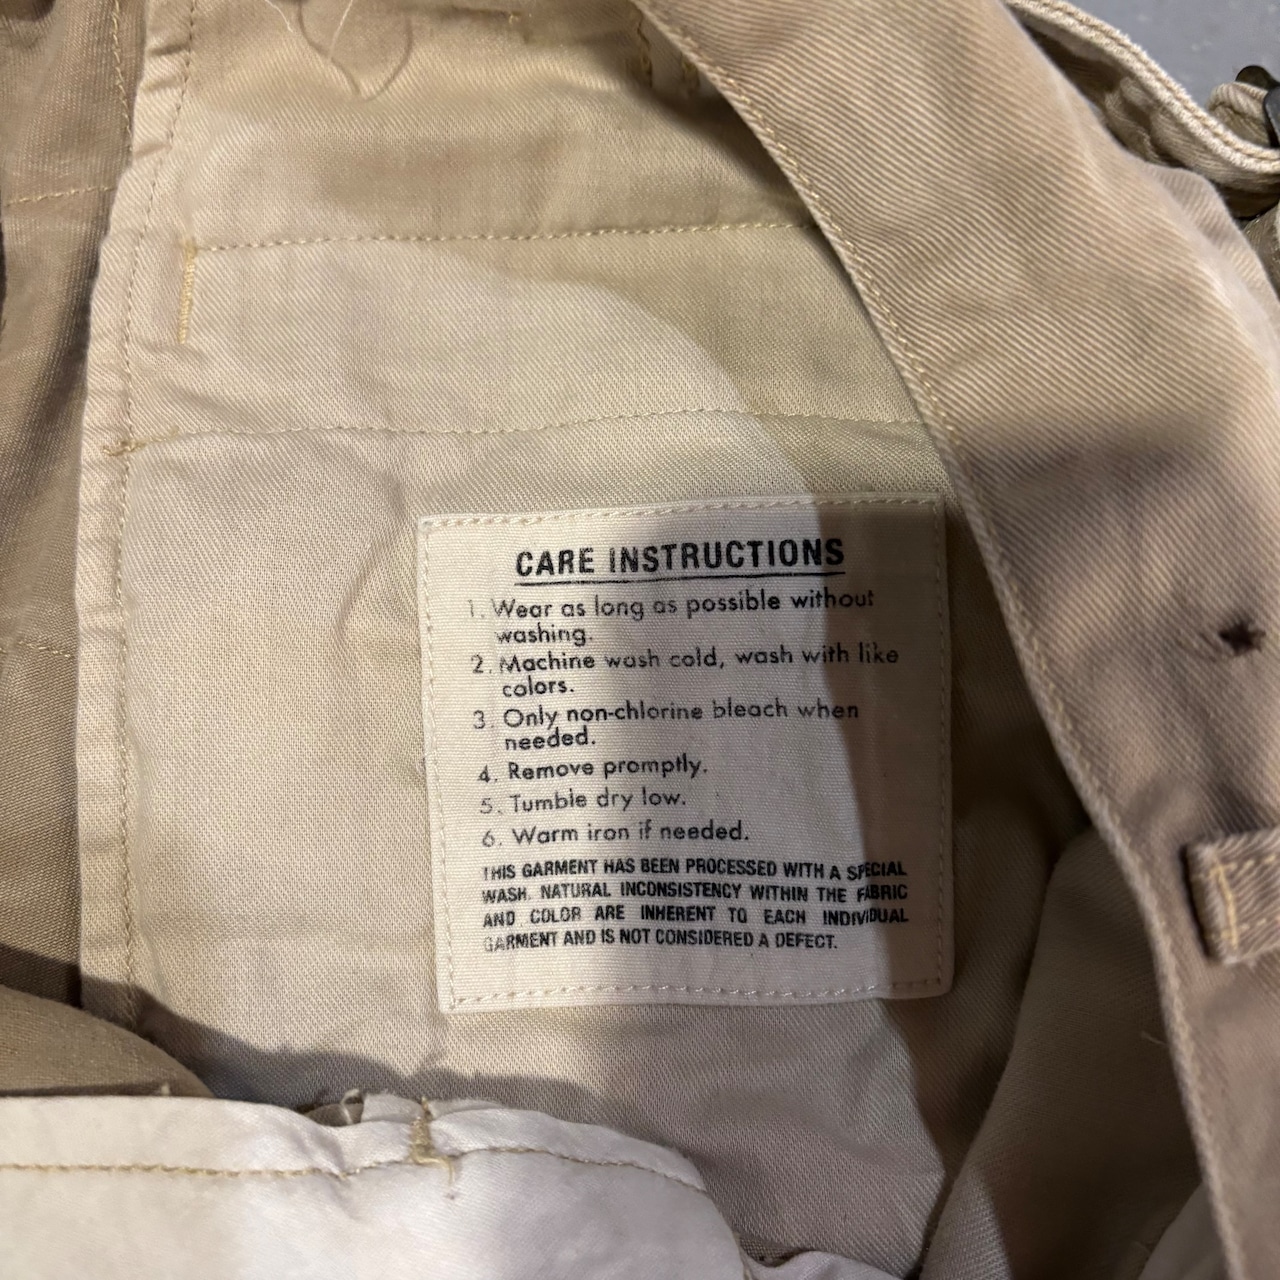 CARE INSTRUCTIONS
1. Wear as long as possible without
washing.
2. Machine wash cold, wash with like
colors.
3. Only non-chlorine bleach when
needed.
4. Remove promptly.
5. Tumble dry low.
6. Warm iron if needed.
THIS GARMENT HAS BEEN PROCESSED WITH A SPECIAL
WASH. NATURAL INCONSISTENCY WITHIN THE FABRIC
AND COLOR ARE INHERENT TO EACH INDIVIDUAL
GARMENT AND IS NOT CONSIDERED A DEFECT.